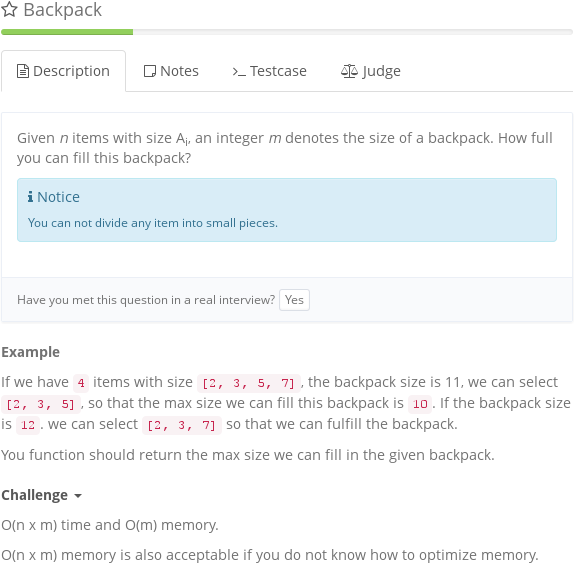 Backpack
Description Notes Testcase Judge
Given n items with size Ai, an integer m denotes the size of a backpack. How full
you can fill this backpack?
Notice
You can not divide any item into small pieces.
Have you met this question in a real interview? Yes
Example
If we have 4 items with size [2, 3, 5, 7], the backpack size is 11, we can select
[2, 3, 5], so that the max size we can fill this backpack is 10. If the backpack size
is 12. we can select [2, 3, 7] so that we can fulfill the backpack.
You function should return the max size we can fill in the given backpack.
Challenge
O(n x m) time and O(m) memory.
O(n x m) memory is also acceptable if you do not know how to optimize memory.